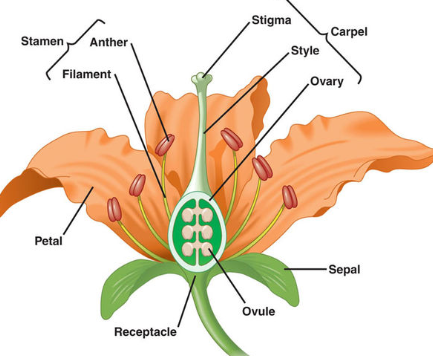 Stigma
Carpel
Stamen
Anther
Style
Filament
Ovary
Petal
Sepal
Ovule
Receptacle